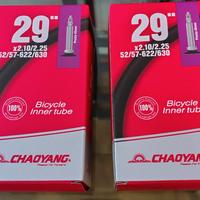 29"
x2.10/2.25
52/57-622/630
Bicycle
Inner tube
100%
CHAOYANG
29"
x2.10/2.25
52/57-622/630
Bicycle
Inner tube
100%
CHAOYANG